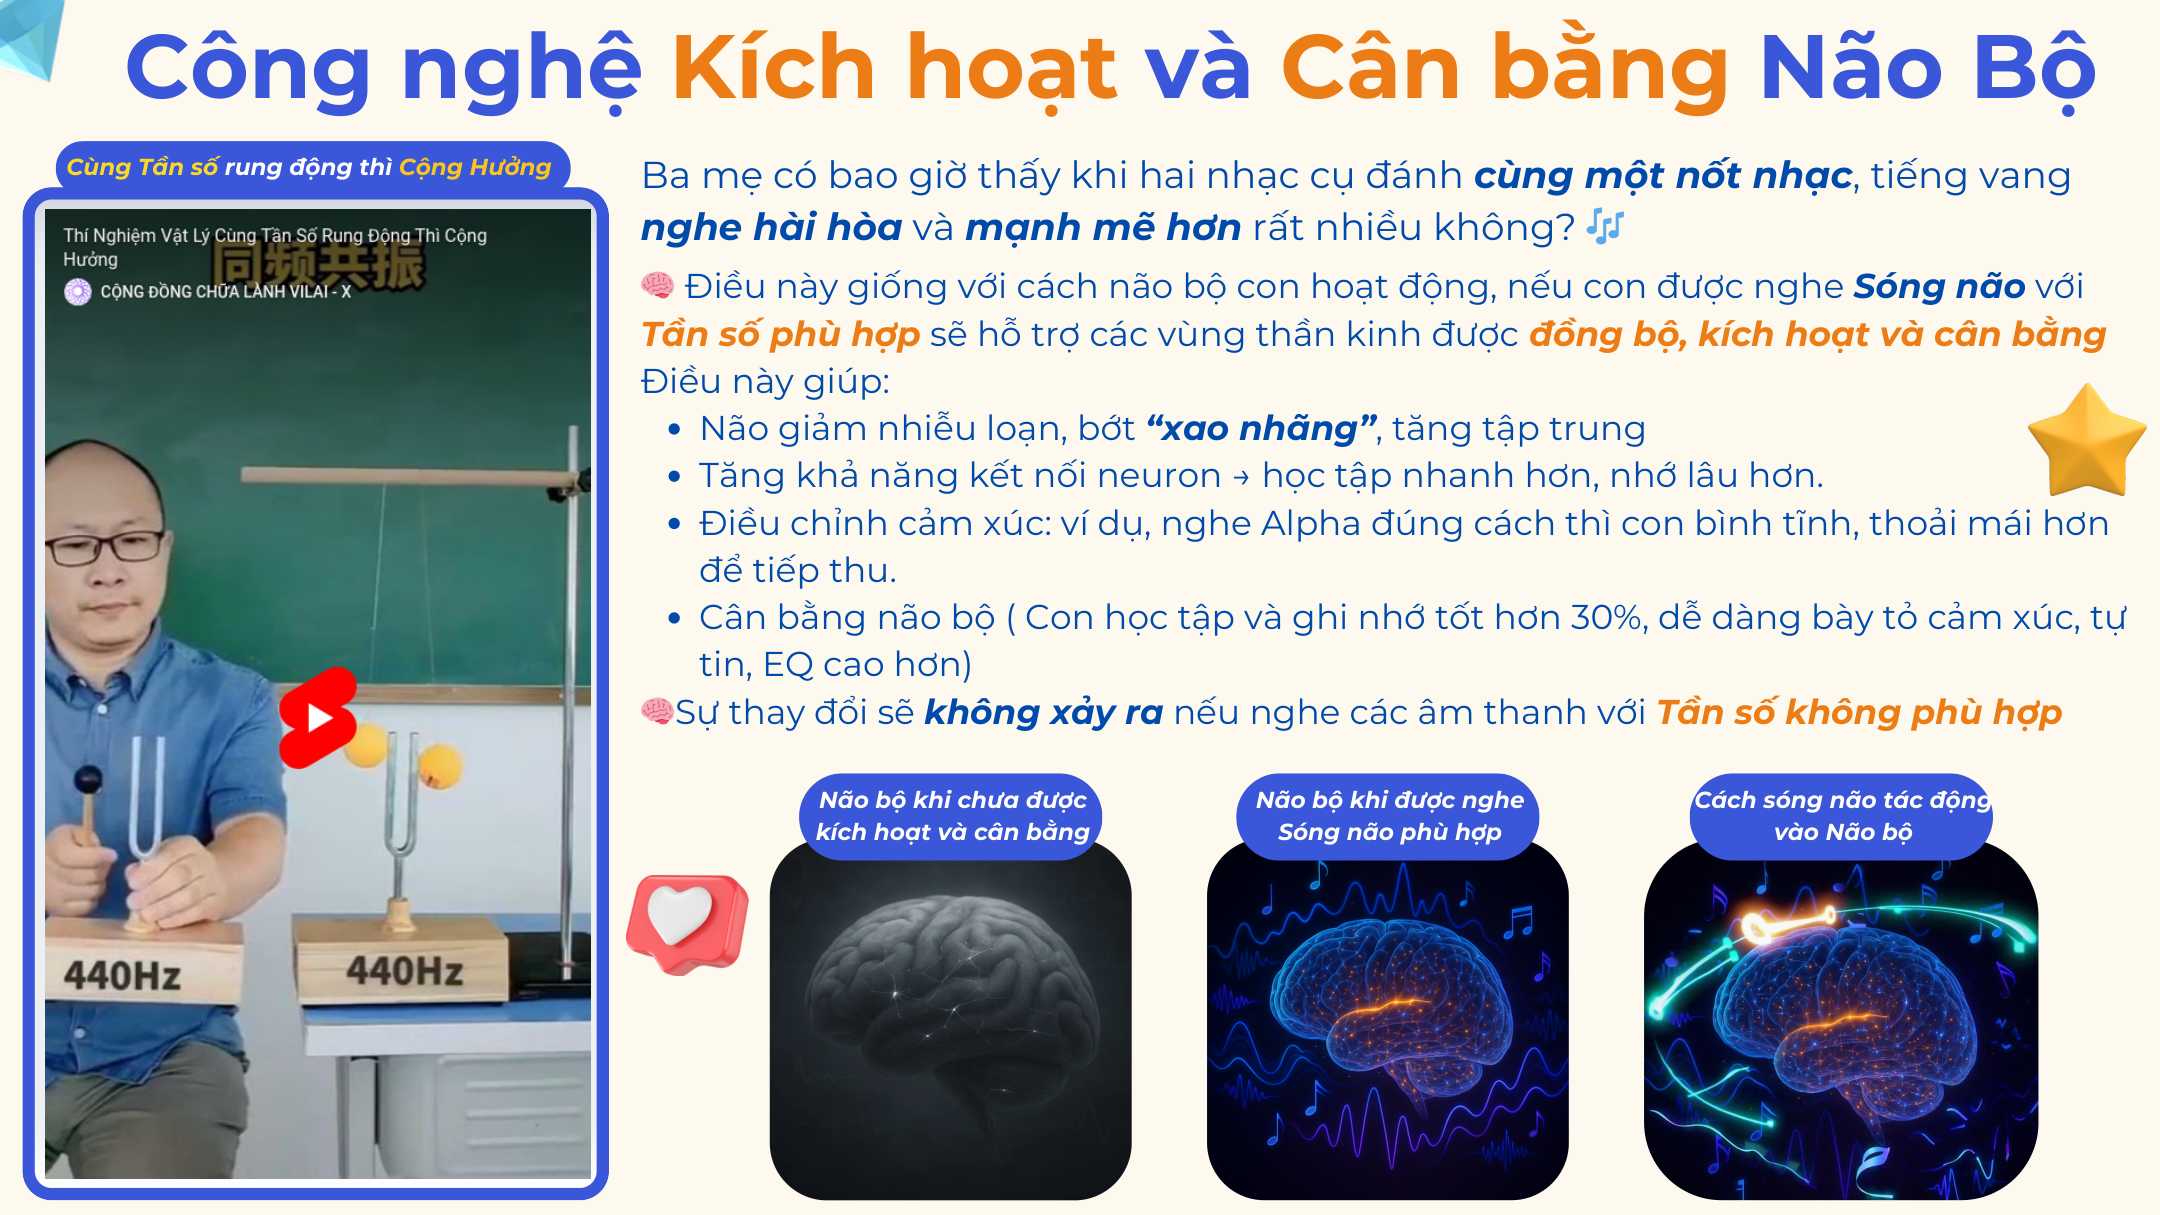 Công nghệ Kích hoạt và Cân bằng Não Bộ
Cùng Tần số rung động thì Cộng Hưởng
Thí Nghiệm Vật Lý Cùng Tần Số Rung Động Thì Cộng
Hưởng
同频共振
CỘNG ĐỒNG CHỮA LÀNH VILAI - X
440Hz
440Hz
Ba mẹ có bao giờ thấy khi hai nhạc cụ đánh cùng một nốt nhạc, tiếng vang
nghe hài hòa và mạnh mẽ hơn rất nhiều không? 🎶
🧠 Điều này giống với cách não bộ con hoạt động, nếu con được nghe Sóng não với
Tần số phù hợp sẽ hỗ trợ các vùng thần kinh được đồng bộ, kích hoạt và cân bằng
Điều này giúp:
• Não giảm nhiễu loạn, bớt “xao nhãng”, tăng tập trung
• Tăng khả năng kết nối neuron → học tập nhanh hơn, nhớ lâu hơn.
• Điều chỉnh cảm xúc: ví dụ, nghe Alpha đúng cách thì con bình tĩnh, thoải mái hơn
để tiếp thu.
• Cân bằng não bộ ( Con học tập và ghi nhớ tốt hơn 30%, dễ dàng bày tỏ cảm xúc, tự
tin, EQ cao hơn)
🧠Sự thay đổi sẽ không xảy ra nếu nghe các âm thanh với Tần số không phù hợp
Não bộ khi chưa được
kích hoạt và cân bằng
Não bộ khi được nghe
Sóng não phù hợp
Cách sóng não tác động
vào Não bộ